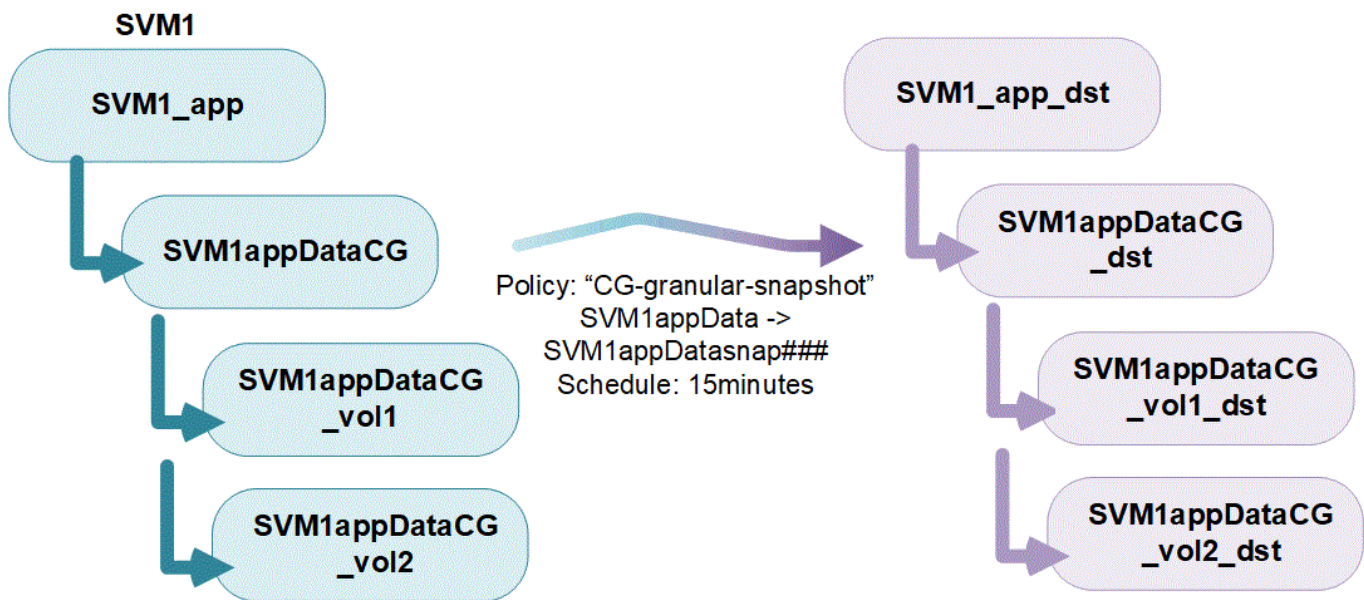 SVM1
SVM1_app
SVM1appDataCG
SVM1appDataCG
_vol1
SVM1appDataCG
_vol2
Policy: “CG-granular-snapshot”
SVM1appData ->
SVM1appDatasnap###
Schedule: 15minutes
SVM1_app_dst
SVM1appDataCG
_dst
SVM1appDataCG
_vol1_dst
SVM1appDataCG
_vol2_dst